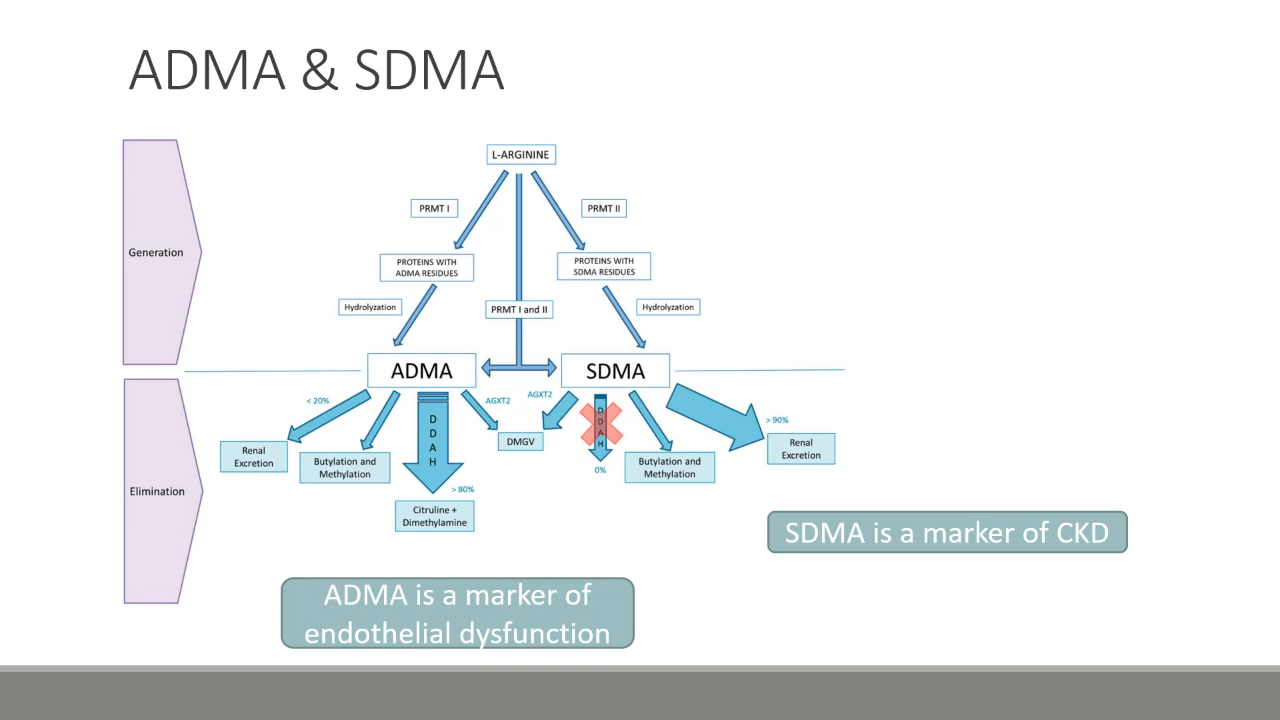 ADMA & SDMA
L-ARGININE
PRMT I
PRMT II
Generation
PROTEINS WITH
ADMA RESIDUES
PROTEINS WITH
SDMA RESIDUES
Hydrolyzation
PRMT I and II
Hydrolyzation
ADMA
SDMA
< 20%
AGXT2
AGXT2
> 90%
DDAH
DDAH
Renal
Excretion
Butylation and
Methylation
DMGV
0%
Butylation and
Methylation
Renal
Excretion
Elimination
> 80%
Citruline +
Dimethylamine
SDMA is a marker of CKD
ADMA is a marker of
endothelial dysfunction